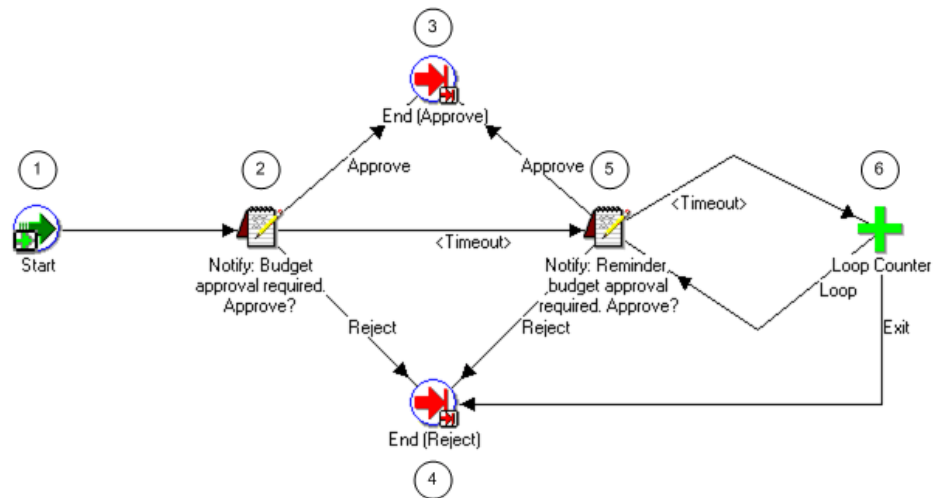 3
End (Approve)
Approve
Approve
1
2
5
6
<Timeout>
<Timeout>
Start
Notify: Budget
approval required.
Approve?
Notify: Reminder,
budget approval
required. Approve?
Loop Counter
Loop
Reject
Reject
Exit
End (Reject)
4